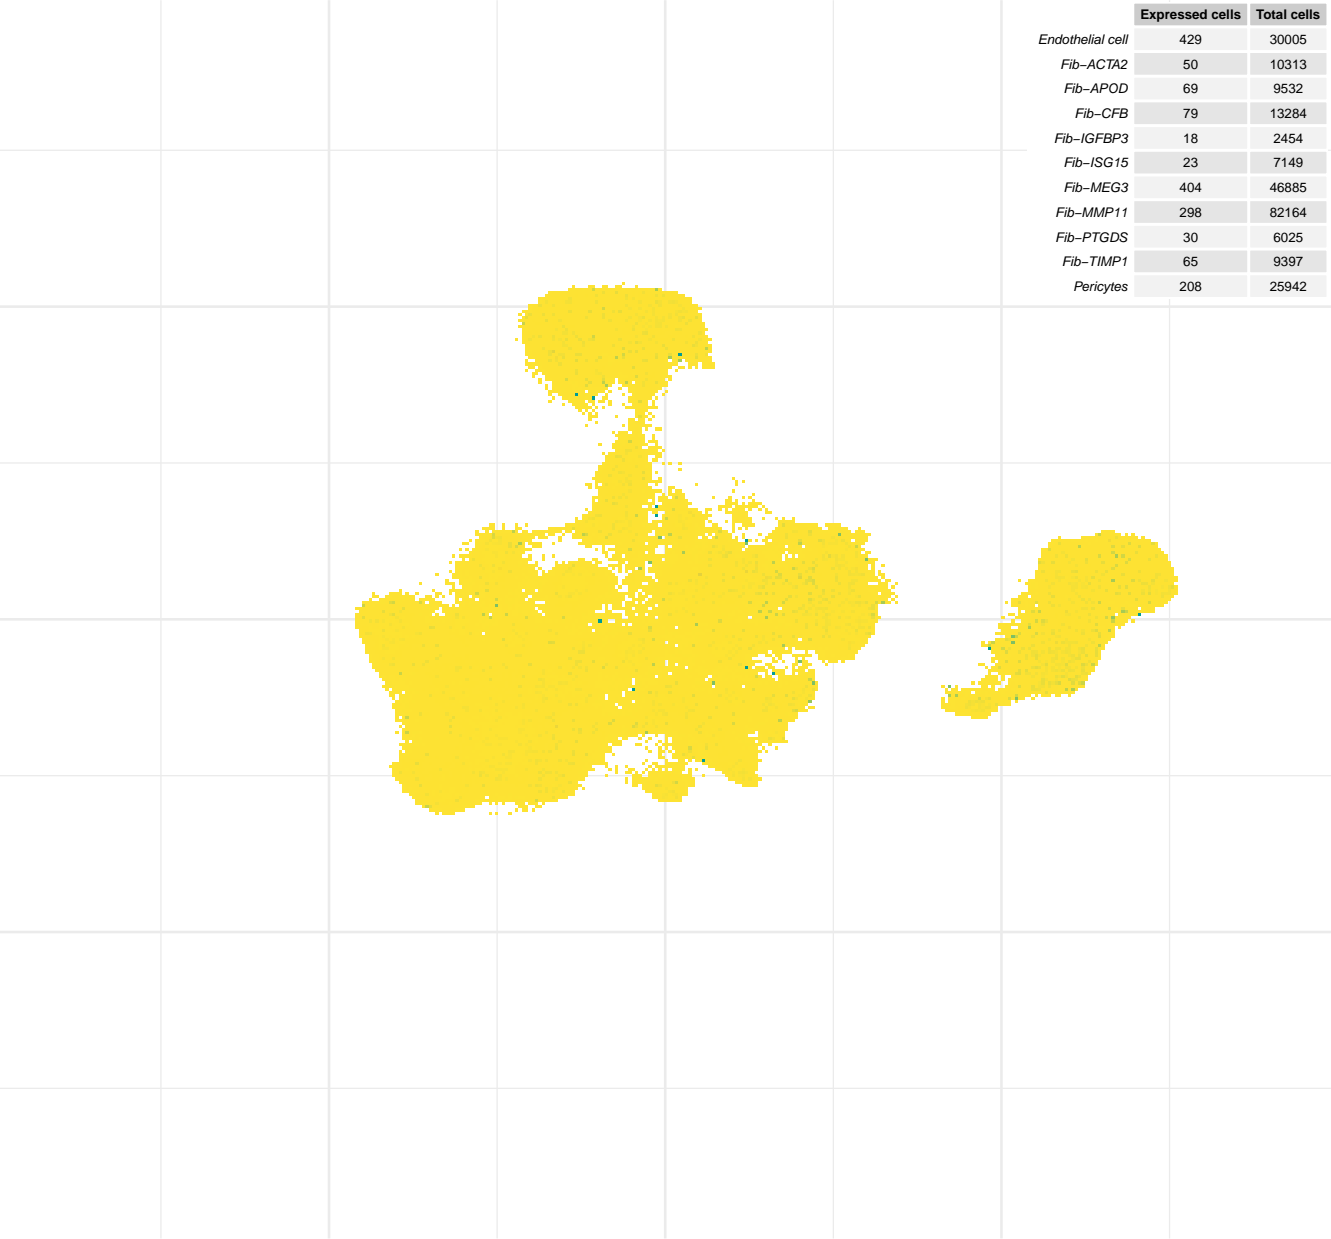 Expressed cells Total cells
Endothelial cell 429 30005
Fib−ACTA2 50 10313
Fib−APOD 69 9532
Fib−CFB 79 13284
Fib−IGFBP3 18 2454
Fib−ISG15 23 7149
Fib−MEG3 404 46885
Fib−MMP11 298 82164
Fib−PTGDS 30 6025
Fib−TIMP1 65 9397
Pericytes 208 25942